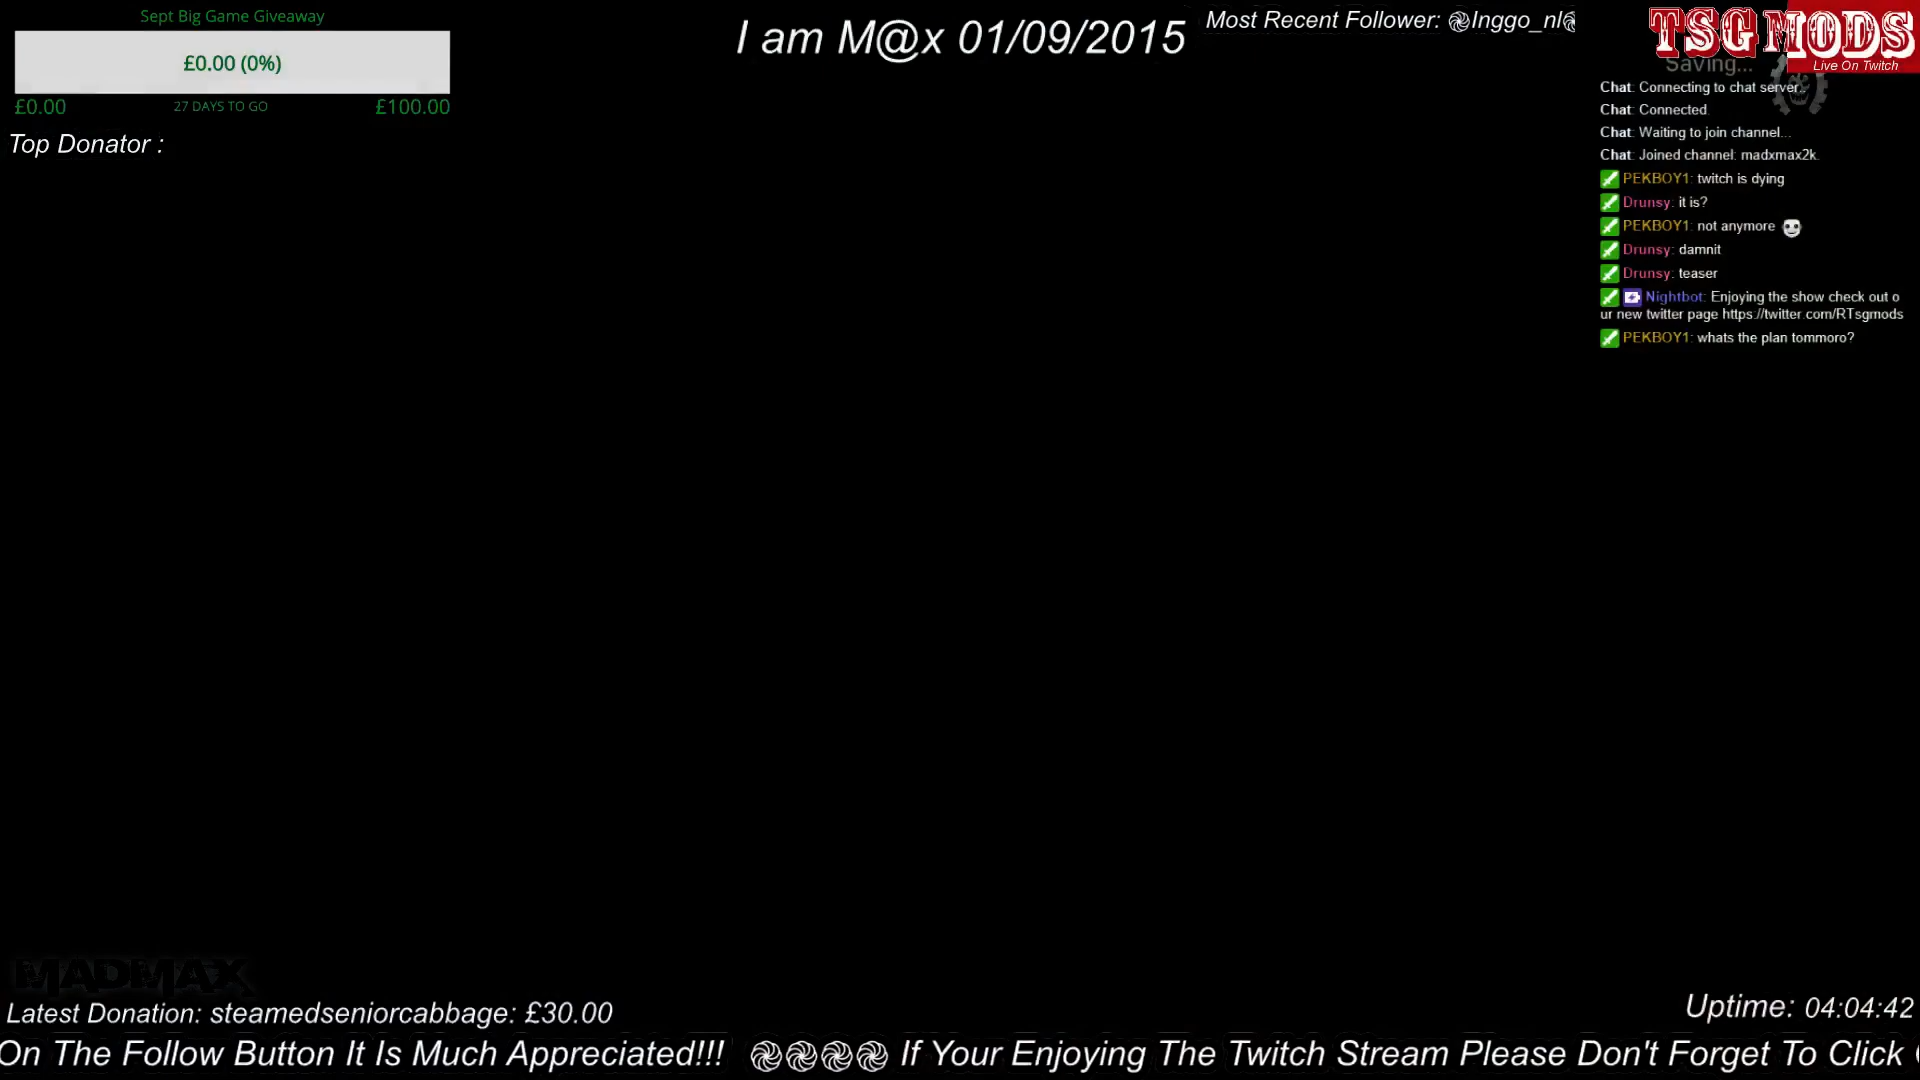 Sept Big Game Giveaway
£0.00 (0%)
£0.00 27 DAYS TO GO £100.00
Top Donator :
I am M@x 01/09/2015
Most Recent Follower: Inggo_nl
TSG MODS
Live On Twitch
Saving...
Chat: Connecting to chat server..
Chat: Connected.
Chat: Waiting to join channel...
Chat: Joined channel: madxmax2k.
PEKBOY1: twitch is dying
Drunsy: it is?
PEKBOY1: not anymore
Drunsy: damnit
Drunsy: teaser
Nightbot: Enjoying the show check out o
ur new twitter page https://twitter.com/RTsgmods
PEKBOY1: whats the plan tommoro?
MADMAX
Latest Donation: steamedseniorcabbage: £30.00
Uptime: 04:04:42
On The Follow Button It Is Much Appreciated!!! If Your Enjoying The Twitch Stream Please Don't Forget To Click